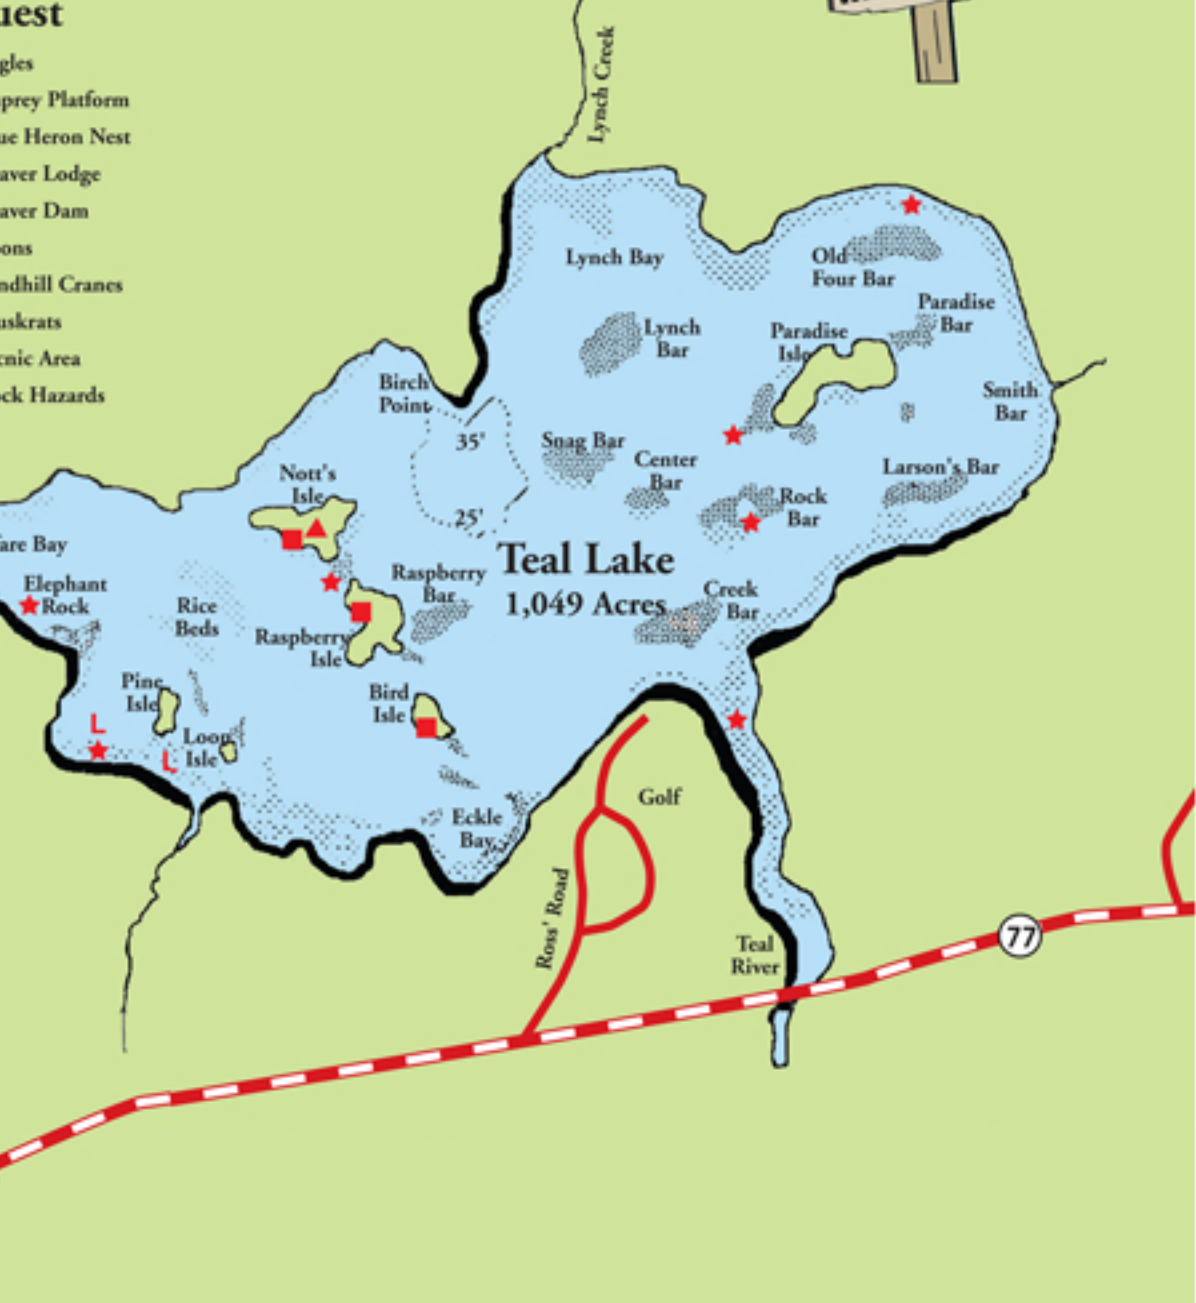 uest
gles
prey Platform
ue Heron Nest
aver Lodge
aver Dam
ons
ndhill Cranes
uskrats
cnic Area
ck Hazards
Lynch Creek
Lynch Bay
Old
Four Bar
Paradise
Bar
Lynch
Bar
Paradise
Isle
Birch
Point
Smith
Bar
35'
Snag Bar
Center
Bar
Larson's Bar
Nott's
Isle
Rock
Bar
25'
are Bay
Teal Lake
1,049 Acres
Elephant
Rock
Rice
Beds
Raspberry
Bar
Creek
Bar
Raspberry
Isle
Pine
Isle
Bird
Isle
L
Loon
Isle
L
Golf
Eckle
Bay
Ross' Road
Teal
River
77